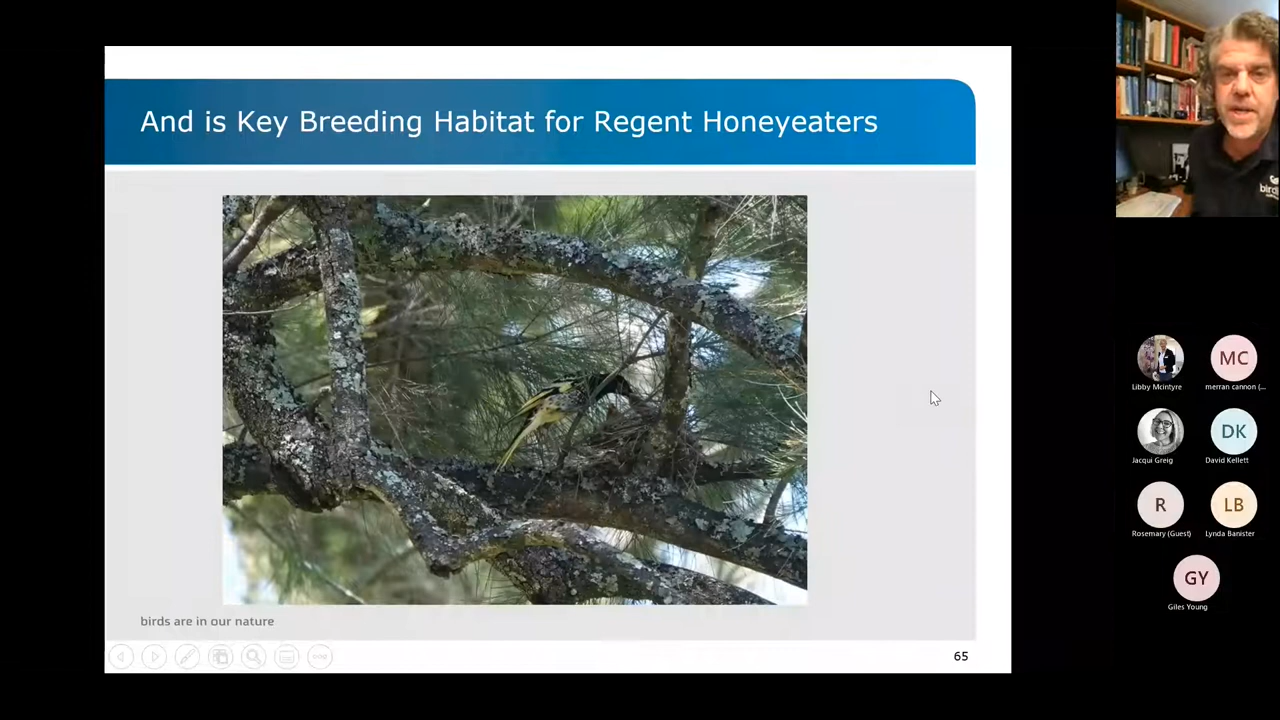 And is Key Breeding Habitat for Regent Honeyeaters
birds are in our nature
65
MC
Libby Mcintyre
merran cannon (...
DK
Jacqui Greig
David Kellett
R
LB
Rosemary (Guest)
Lynda Banister
GY
Giles Young